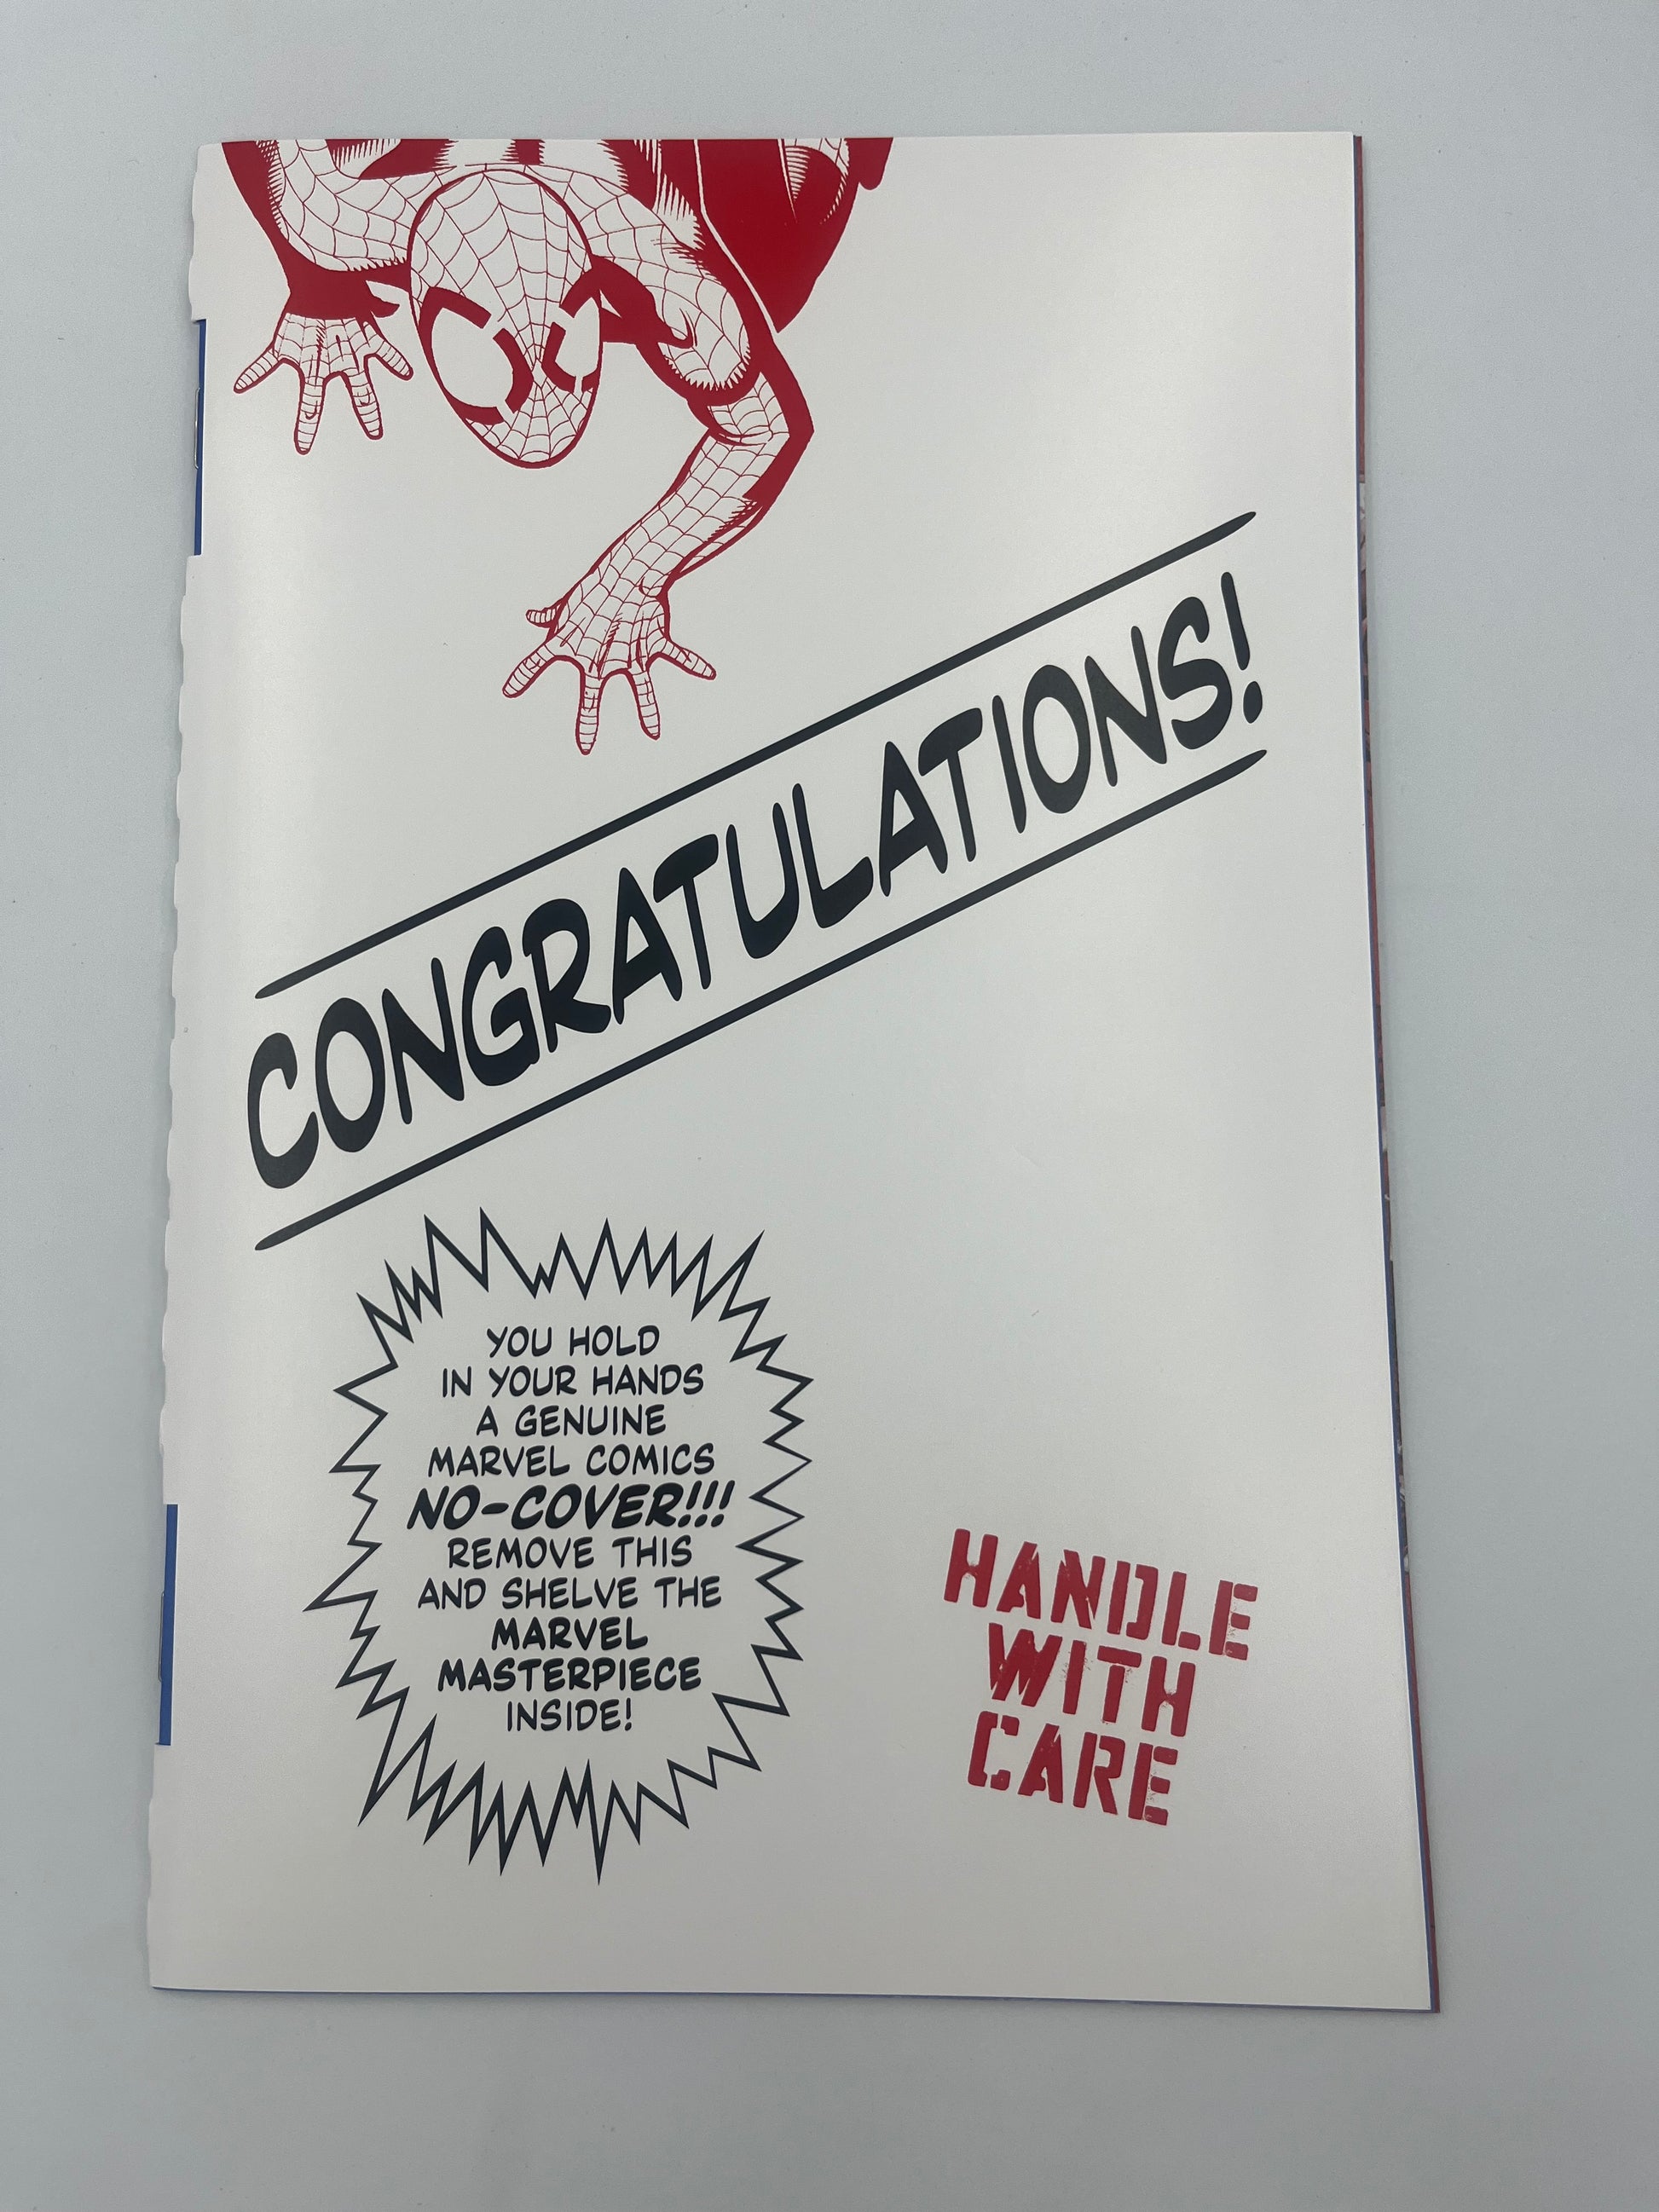 CONGRATULATIONS!
YOU HOLD
IN YOUR HANDS
A GENUINE
MARVEL COMICS
NO-COVER!!!
REMOVE THIS
AND SHELVE THE
MARVEL
MASTERPIECE
INSIDE!
HANDLE
WITH
CARE